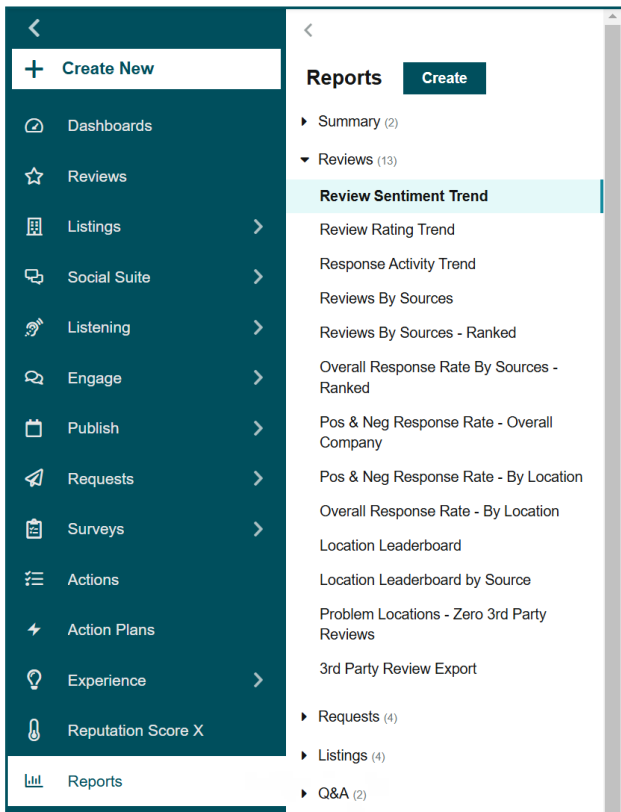 Create New
Dashboards
Reviews
Listings
Social Suite
Listening
Engage
Publish
Requests
Surveys
Actions
Action Plans
Experience
Reputation Score X
Reports
Reports Create
Summary (2)
Reviews (13)
Review Sentiment Trend
Review Rating Trend
Response Activity Trend
Reviews By Sources
Reviews By Sources - Ranked
Overall Response Rate By Sources -
Ranked
Pos & Neg Response Rate - Overall
Company
Pos & Neg Response Rate - By Location
Overall Response Rate - By Location
Location Leaderboard
Location Leaderboard by Source
Problem Locations - Zero 3rd Party
Reviews
3rd Party Review Export
Requests (4)
Listings (4)
Q&A (2)